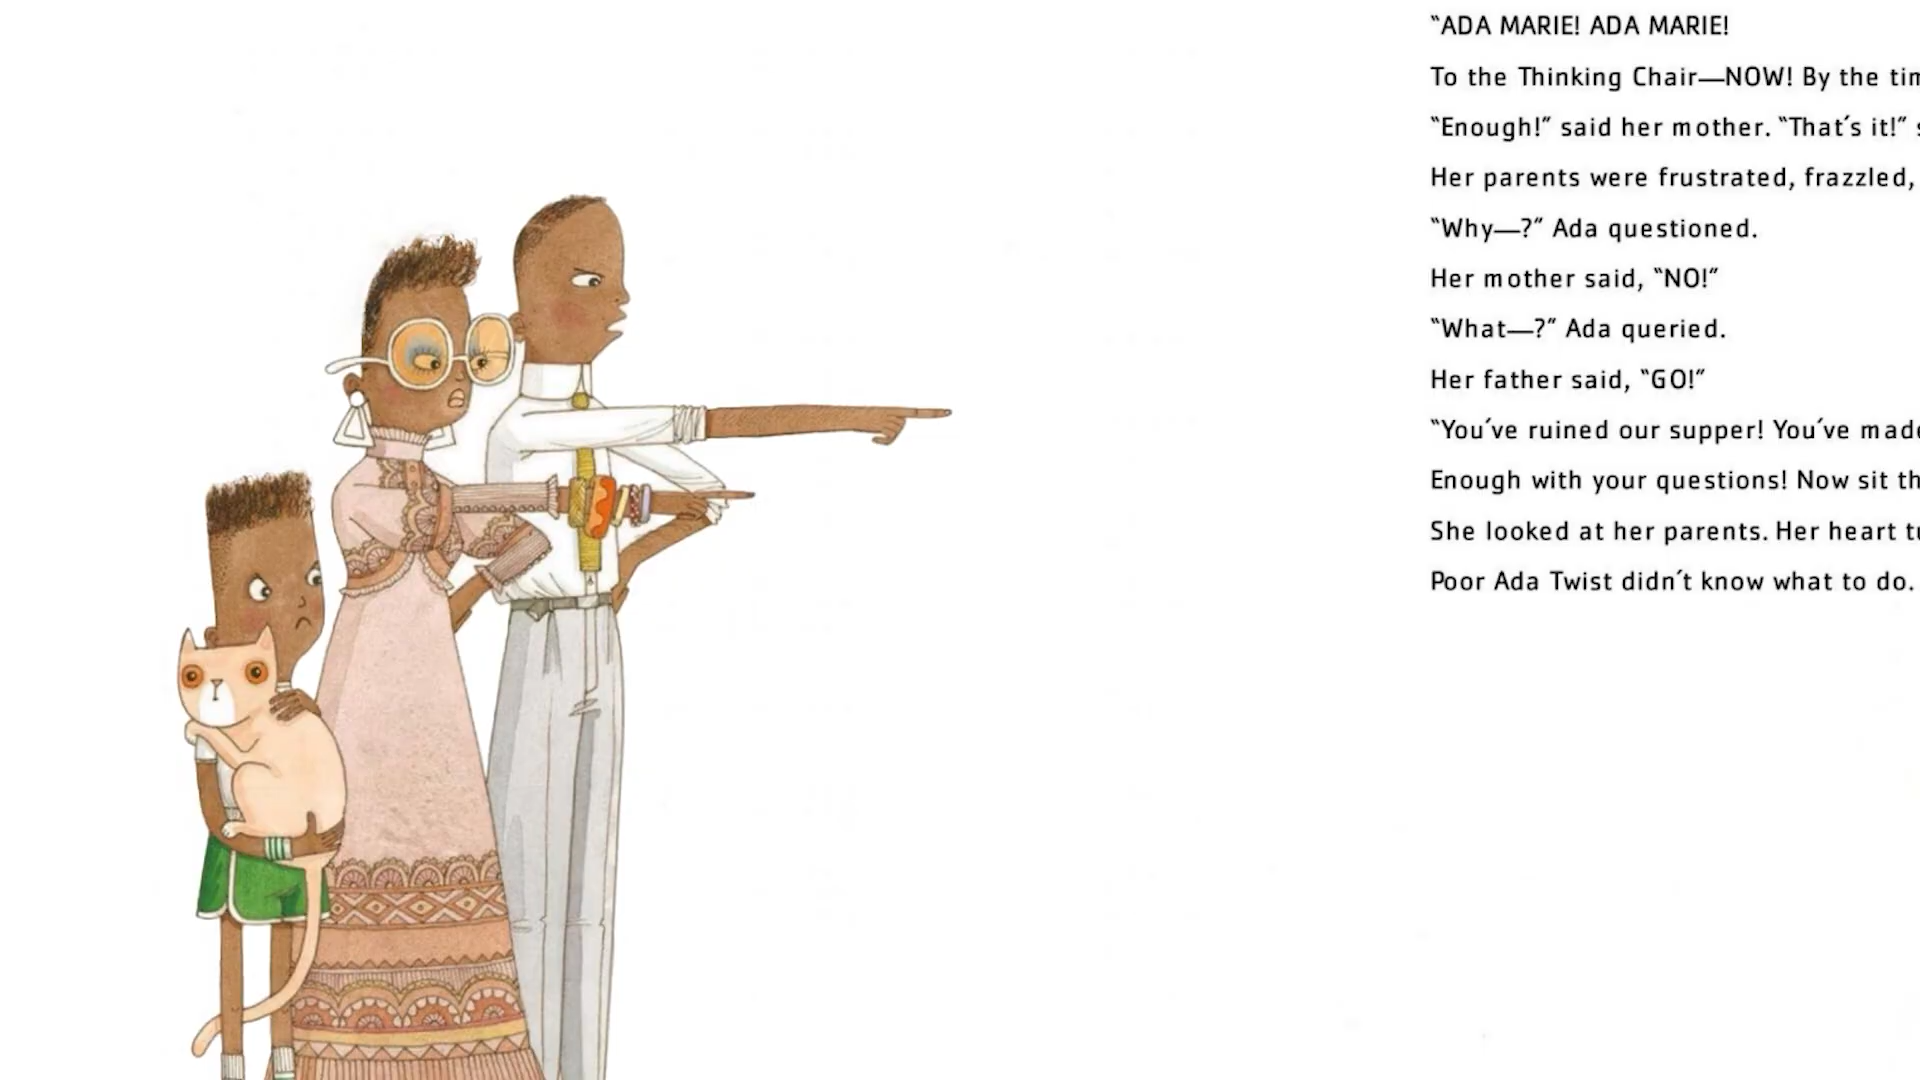 “ADA MARIE! ADA MARIE!
To the Thinking Chair—NOW! By the
“Enough!” said her mother. “That’s it!”
Her parents were frustrated, frazzled,
“Why—?” Ada questioned.
Her mother said, “NO!”
“What—?” Ada queried.
Her father said, “GO!”
“You’ve ruined our supper! You’ve
Enough with your questions! Now sit
She looked at her parents. Her heart
Poor Ada Twist didn’t know what to do.